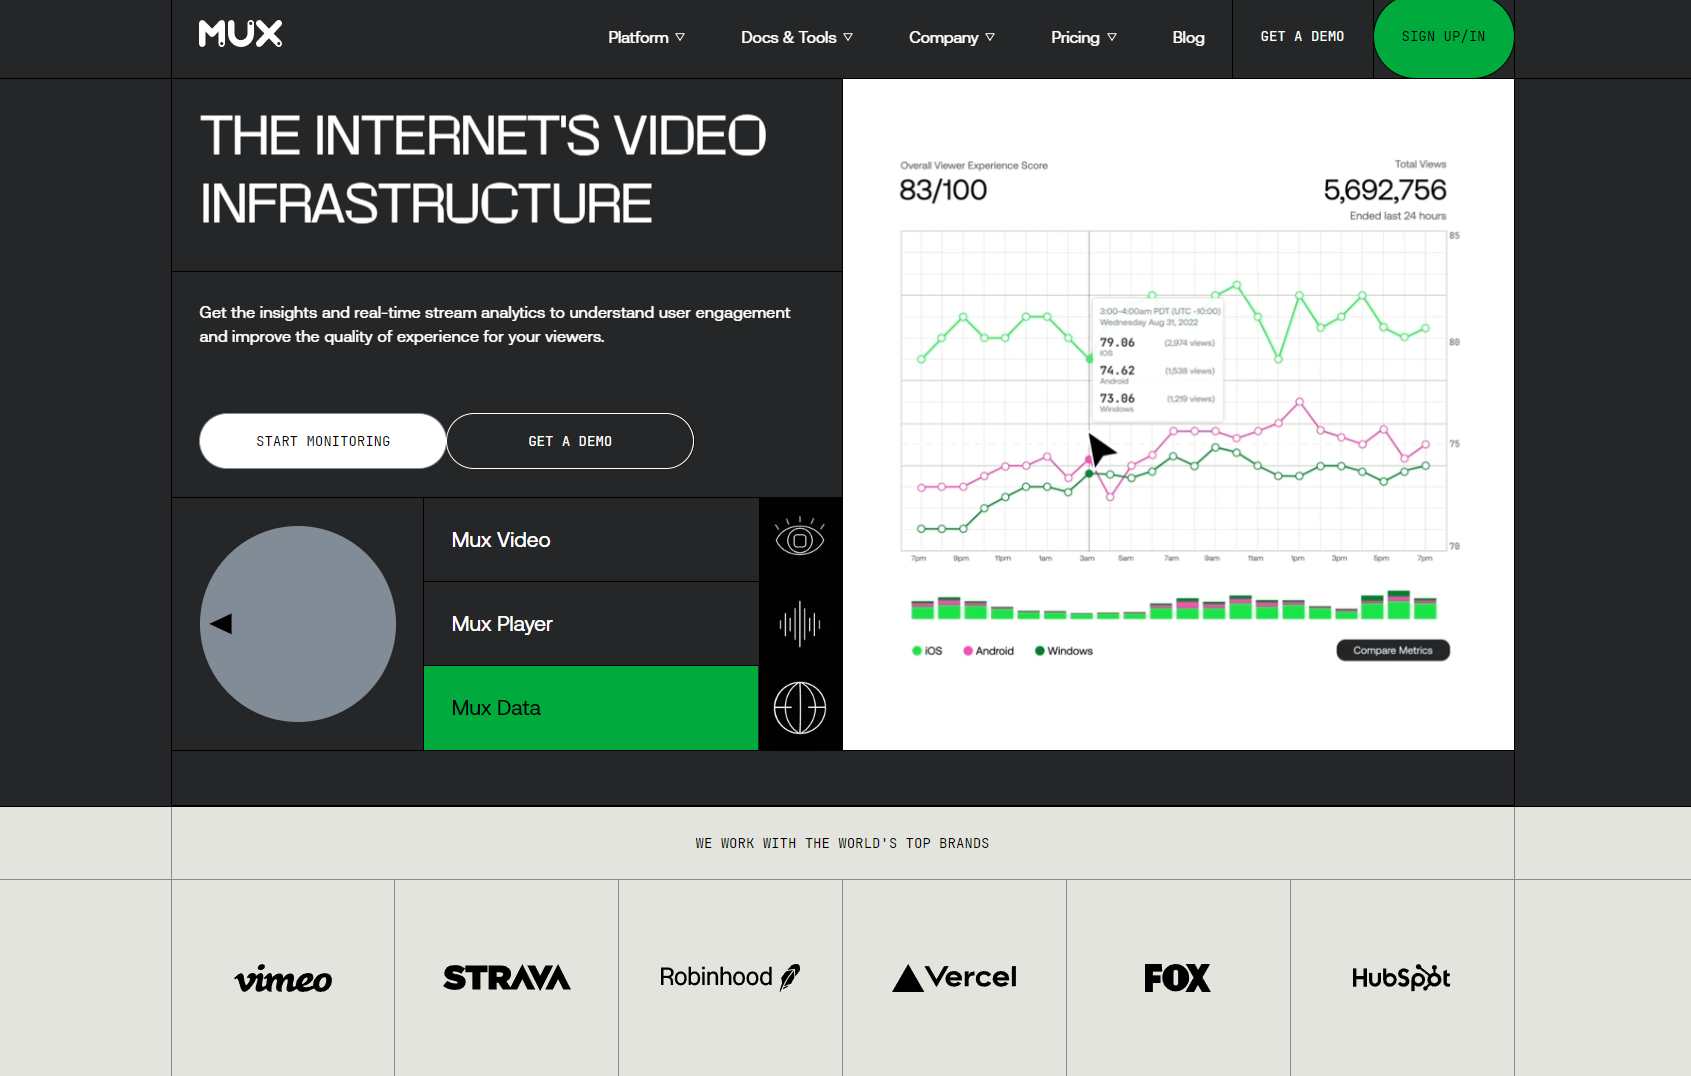 MUX
Platform
Docs & Tools
Company
Pricing
Blog
GET A DEMO
SIGN UP/IN
THE INTERNET'S VIDEO
INFRASTRUCTURE
Get the insights and real-time stream analytics to understand user engagement
and improve the quality of experience for your viewers.
START MONITORING
GET A DEMO
Mux Video
Mux Player
Mux Data
Overall Viewer Experience Score
83/100
Total Views
5,692,756
Ended last 24 hours
85
80
75
70
3:00-4:00am PDT (UTC -10:00)
Wednesday Aug 31, 2022
79.06 (2,974 views)
iOS
74.62 (1,538 views)
Android
73.06 (1,219 views)
Windows
7pm 9pm 11pm 1am 3am 5am 7am 9am 11am 1pm 3pm 5pm 7pm
iOS Android Windows
Compare Metrics
WE WORK WITH THE WORLD'S TOP BRANDS
vimeo
STRAVA
Robinhood
Vercel
FOX
HubSpot